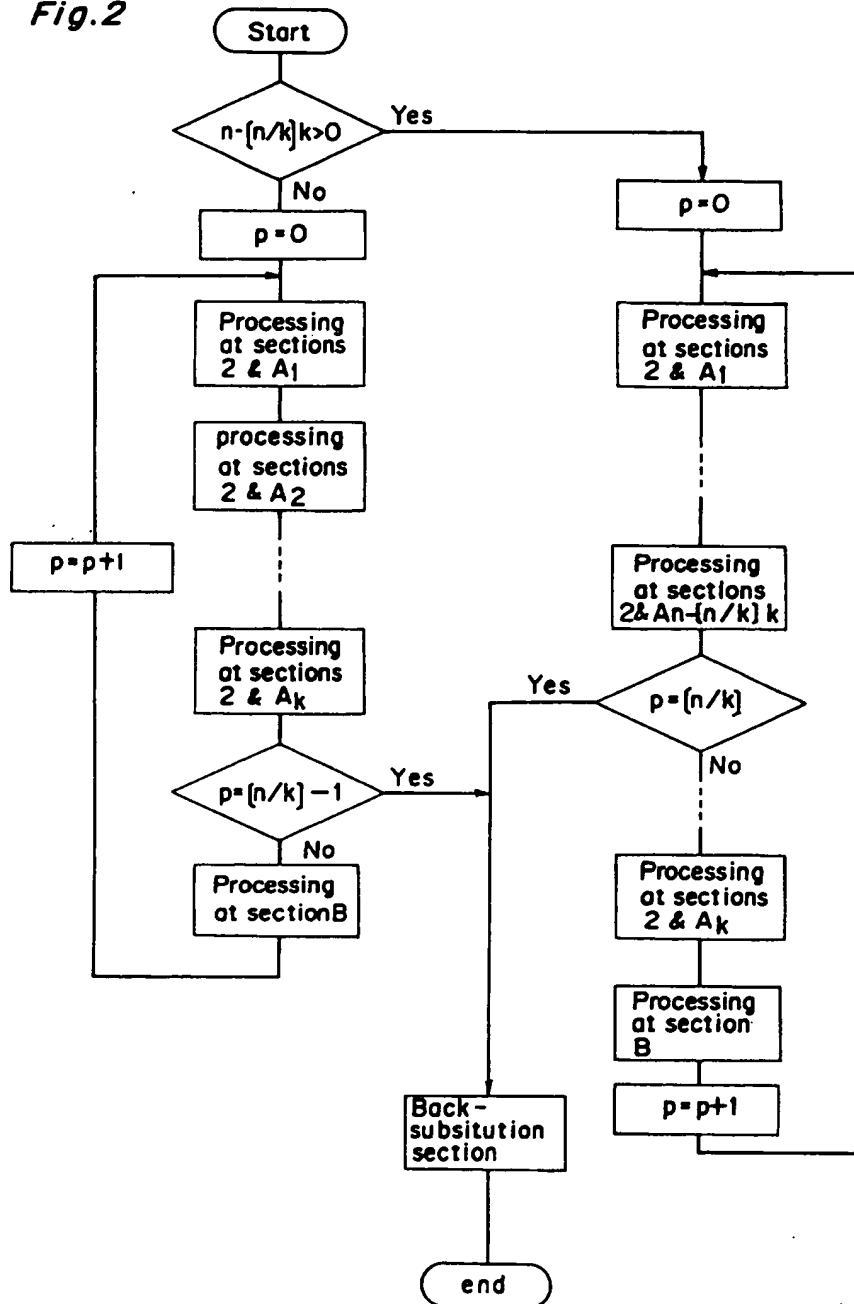 Fig.2
Start
n-[n/k]k>0
Yes
No
p=0
Processing
at sections
2 & A1
processing
at sections
2 & A2
p=p+1
Processing
at sections
2 & Ak
p=[n/k]-1
Yes
No
Processing
at sectionB
p=0
Processing
at sections
2 & A1
Processing
at sections
2& An-[n/k]k
p=[n/k]
Yes
No
Processing
at sections
2 & Ak
Processing
at section
B
p=p+1
Back-
subsitution
section
end